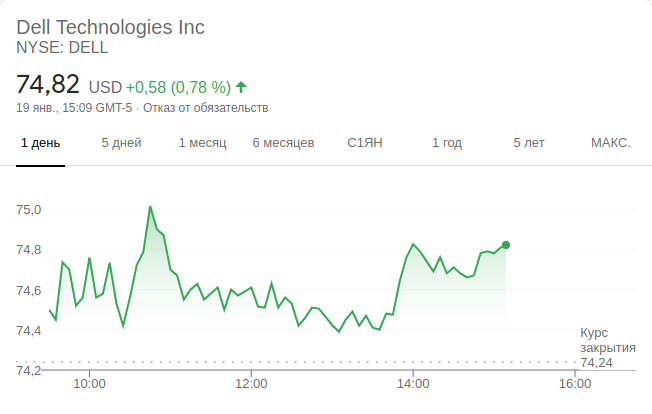 Dell Technologies Inc
NYSE: DELL
74,82 USD +0,58 (0,78 %)
19 янв., 15:09 GMT-5 · Отказ от обязательств
1 день 5 дней 1 месяц 6 месяцев С1ЯН 1 год 5 лет МАКС.
75,0
74,8
74,6
74,4
74,2
Курс
закрытия
74,24
10:00 12:00 14:00 16:00